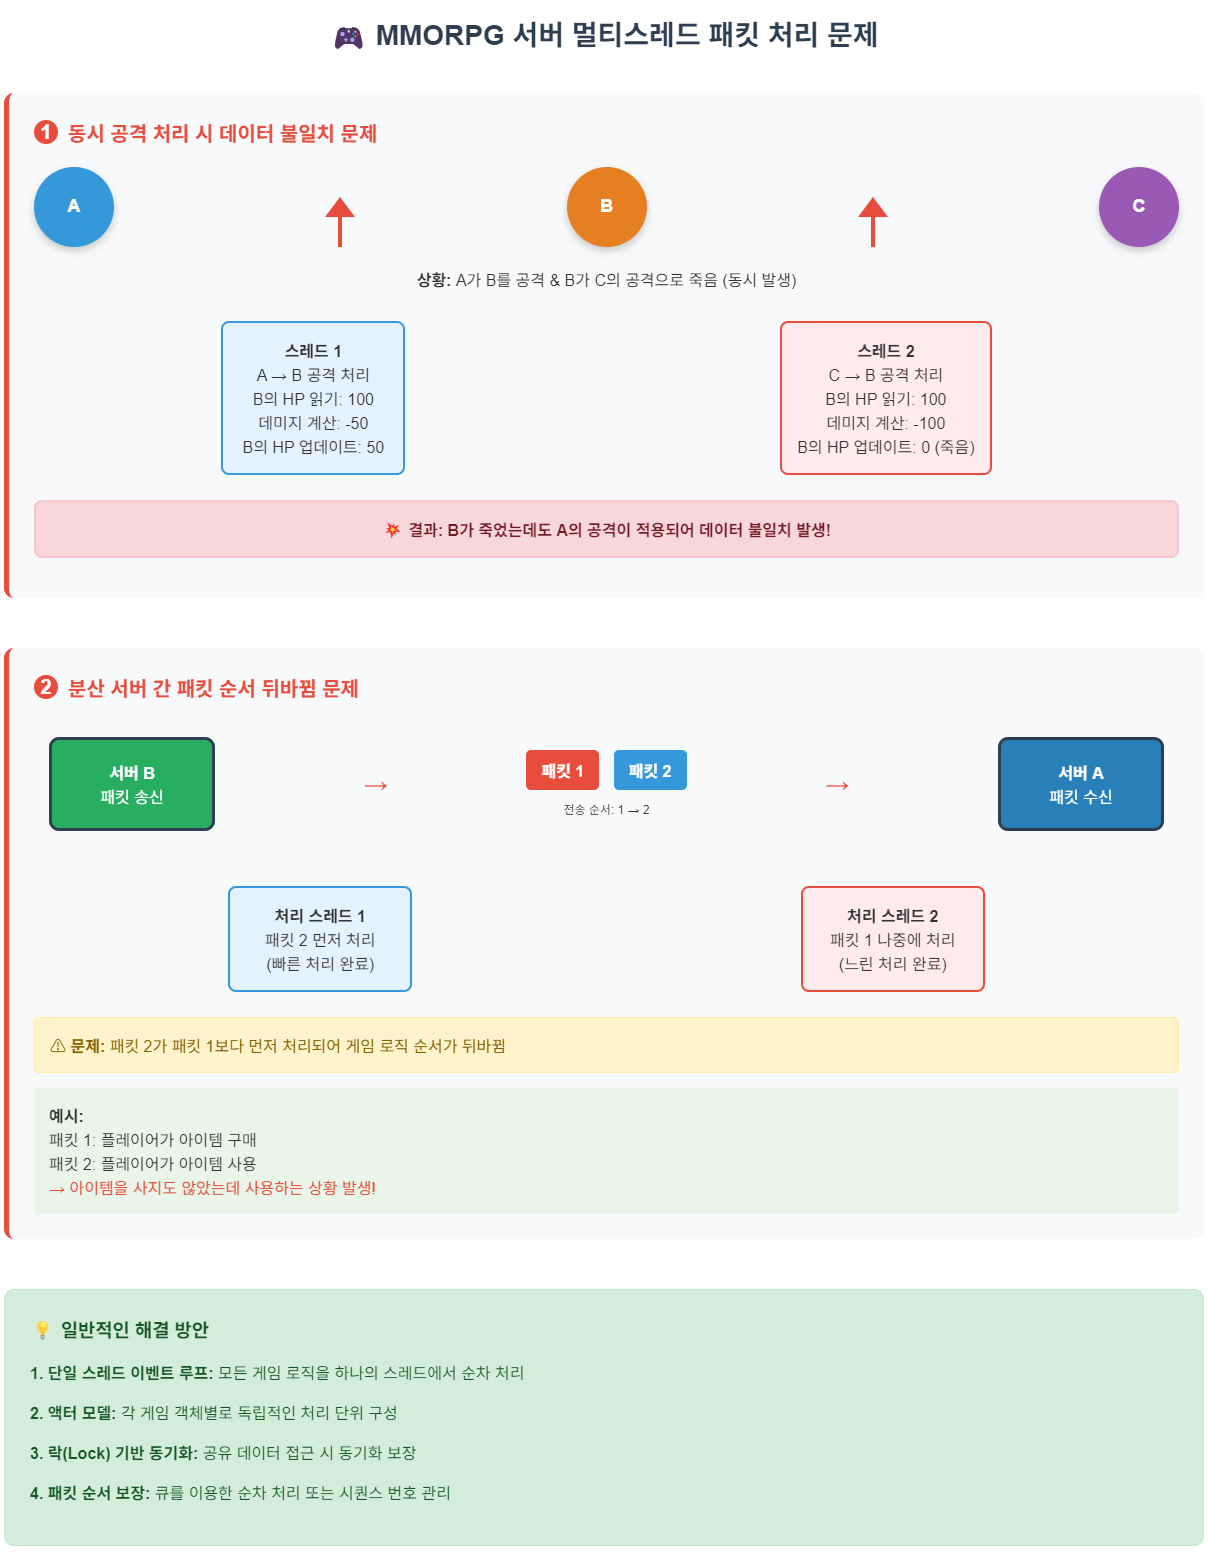 🎮 MMORPG 서버 멀티스레드 패킷 처리 문제
❶ 동시 공격 처리 시 데이터 불일치 문제
A
B
C
상황: A가 B를 공격 & B가 C의 공격으로 죽음 (동시 발생)
스레드 1
A → B 공격 처리
B의 HP 읽기: 100
데미지 계산: -50
B의 HP 업데이트: 50
스레드 2
C → B 공격 처리
B의 HP 읽기: 100
데미지 계산: -100
B의 HP 업데이트: 0 (죽음)
💥 결과: B가 죽었는데도 A의 공격이 적용되어 데이터 불일치 발생!
❷ 분산 서버 간 패킷 순서 뒤바뀜 문제
서버 B
패킷 송신
→
패킷 1
패킷 2
전송 순서: 1 → 2
→
서버 A
패킷 수신
처리 스레드 1
패킷 2 먼저 처리
(빠른 처리 완료)
처리 스레드 2
패킷 1 나중에 처리
(느린 처리 완료)
⚠ 문제: 패킷 2가 패킷 1보다 먼저 처리되어 게임 로직 순서가 뒤바뀜
예시:
패킷 1: 플레이어가 아이템 구매
패킷 2: 플레이어가 아이템 사용
→ 아이템을 사지도 않았는데 사용하는 상황 발생!
💡 일반적인 해결 방안
1. 단일 스레드 이벤트 루프: 모든 게임 로직을 하나의 스레드에서 순차 처리
2. 액터 모델: 각 게임 객체별로 독립적인 처리 단위 구성
3. 락(Lock) 기반 동기화: 공유 데이터 접근 시 동기화 보장
4. 패킷 순서 보장: 큐를 이용한 순차 처리 또는 시퀀스 번호 관리